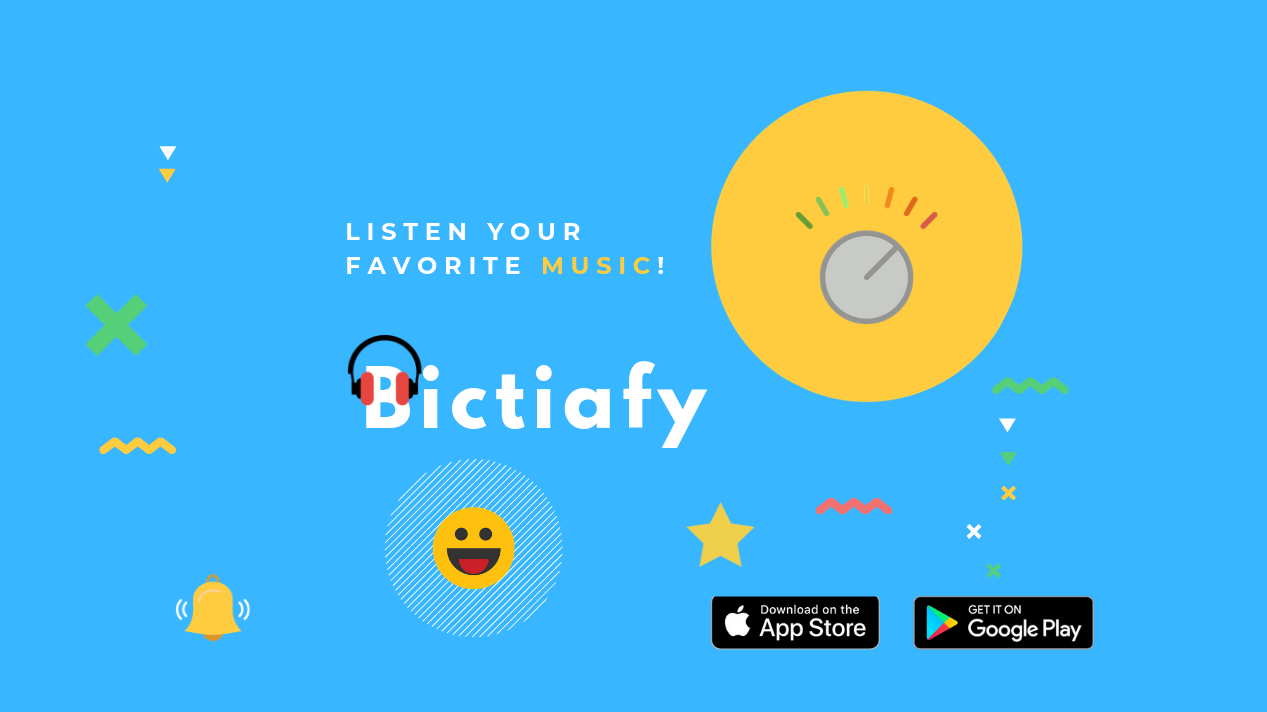 LISTEN YOUR
FAVORITE MUSIC!
Bictiafy
Download on the
App Store
GET IT ON
Google Play